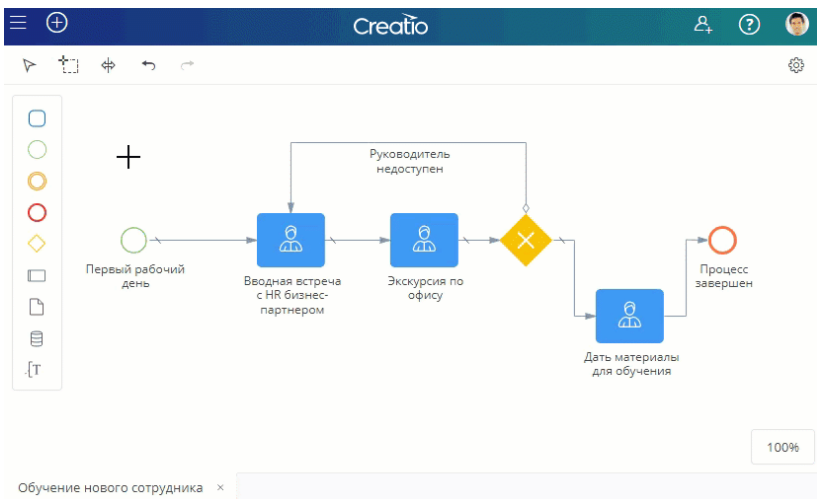 Creatio
Руководитель
недоступен
Первый рабочий
день
Вводная встреча
с HR бизнес-
партнером
Экскурсия по
офису
Процесс
завершен
Дать материалы
для обучения
100%
Обучение нового сотрудника ×